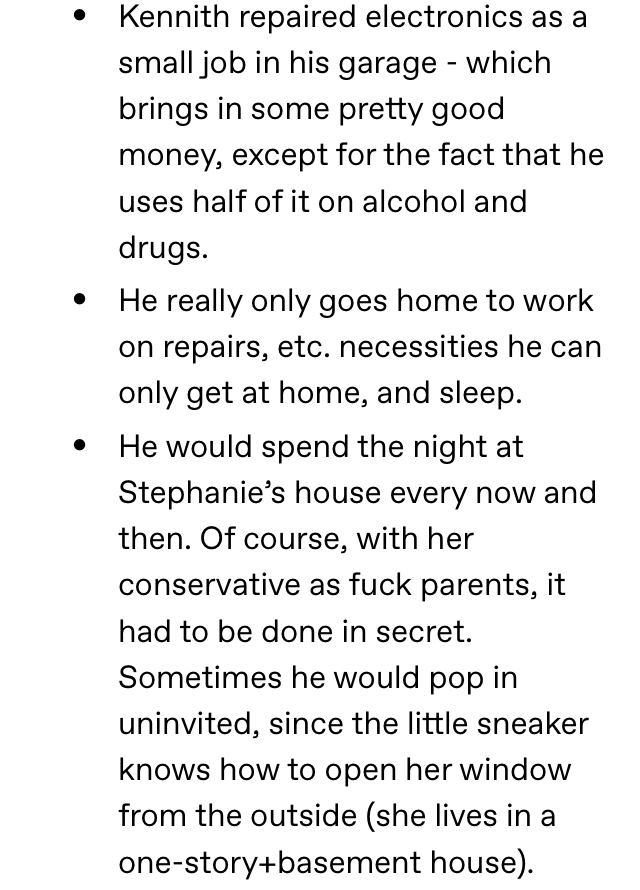 • Kennith repaired electronics as a
small job in his garage - which
brings in some pretty good
money, except for the fact that he
uses half of it on alcohol and
drugs.
• He really only goes home to work
on repairs, etc. necessities he can
only get at home, and sleep.
• He would spend the night at
Stephanie’s house every now and
then. Of course, with her
conservative as fuck parents, it
had to be done in secret.
Sometimes he would pop in
uninvited, since the little sneaker
knows how to open her window
from the outside (she lives in a
one-story+basement house).